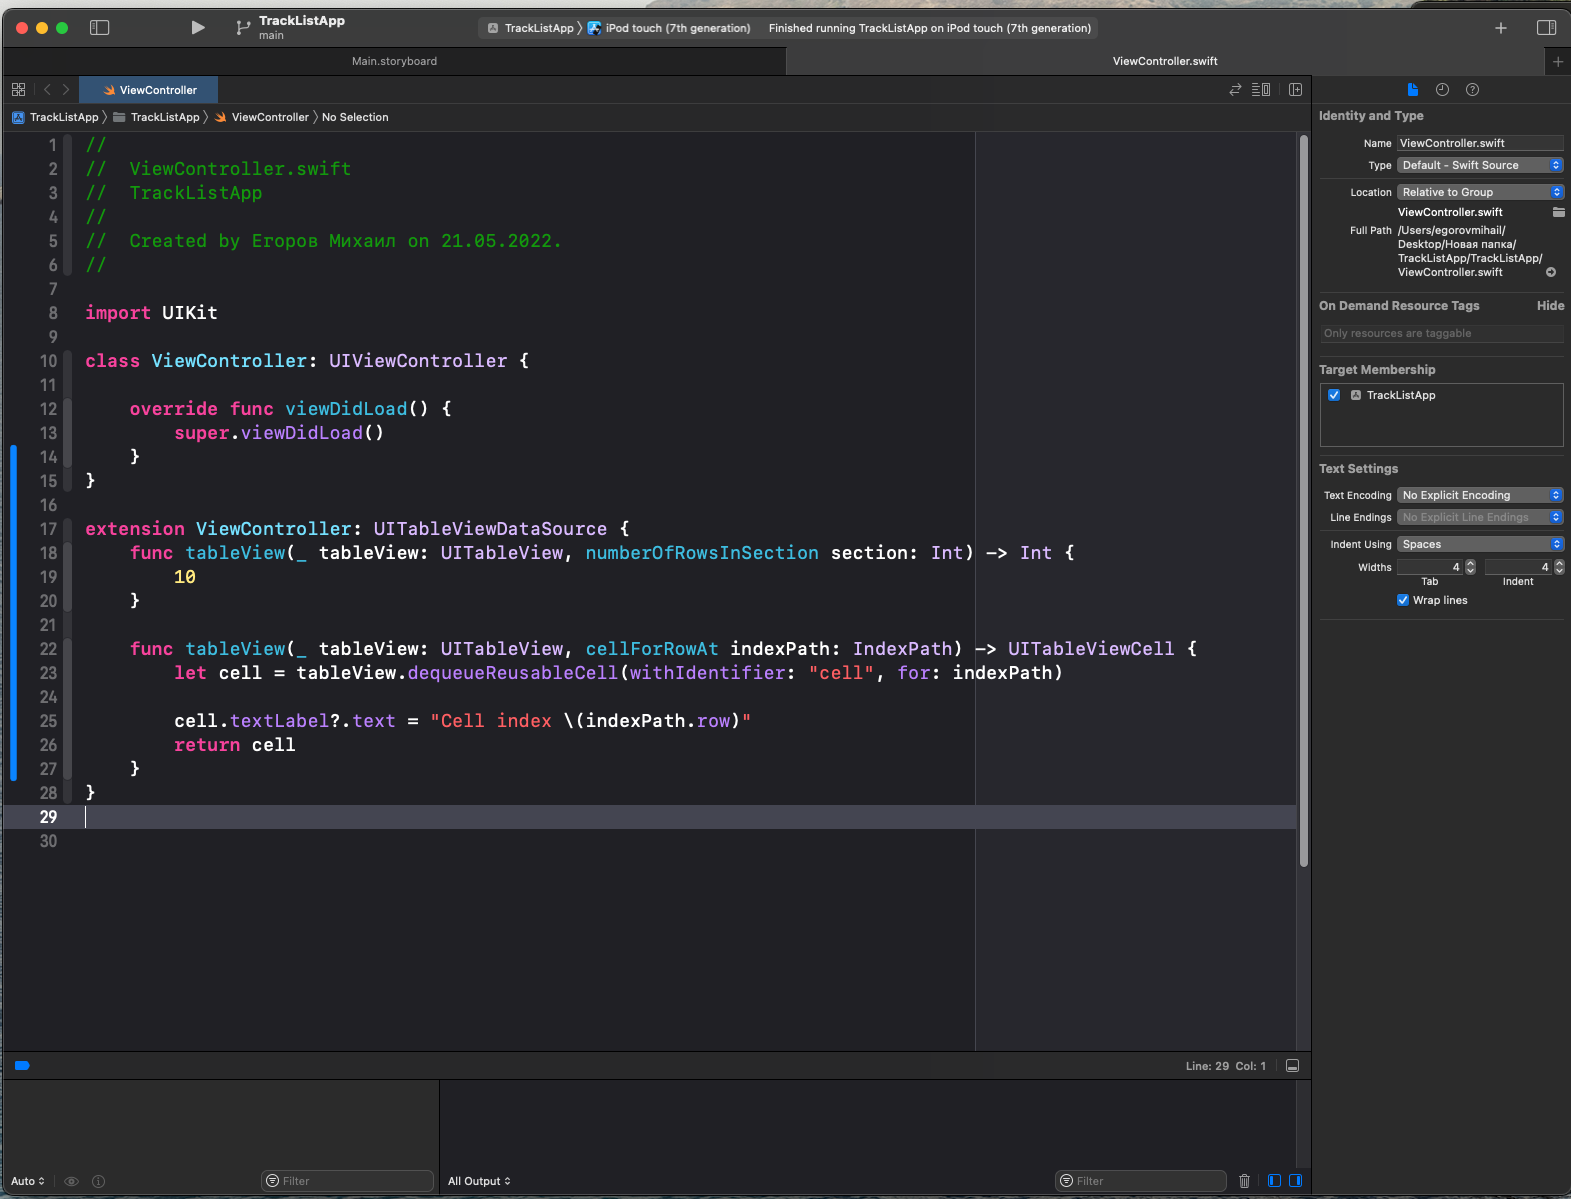 TrackListApp
main
TrackListApp
iPod touch (7th generation)
Finished running TrackListApp on iPod touch (7th generation)
Main.storyboard
ViewController.swift
ViewController
TrackListApp
TrackListApp
ViewController
No Selection
1 //
2 //  ViewController.swift
3 //  TrackListApp
4 //
5 //  Created by Егоров Михаил on 21.05.2022.
6 //
7
8 import UIKit
9
10 class ViewController: UIViewController {
11
12     override func viewDidLoad() {
13         super.viewDidLoad()
14     }
15 }
16
17 extension ViewController: UITableViewDataSource {
18     func tableView(_ tableView: UITableView, numberOfRowsInSection section: Int) -> Int {
19         10
20     }
21
22     func tableView(_ tableView: UITableView, cellForRowAt indexPath: IndexPath) -> UITableViewCell {
23         let cell = tableView.dequeueReusableCell(withIdentifier: "cell", for: indexPath)
24
25         cell.textLabel?.text = "Cell index \(indexPath.row)"
26         return cell
27     }
28 }
29
30
Line: 29 Col: 1
Auto
Filter
All Output
Filter
Identity and Type
Name ViewController.swift
Type Default - Swift Source
Location Relative to Group
ViewController.swift
Full Path /Users/egorovmihail/
Desktop/Новая папка/
TrackListApp/TrackListApp/
ViewController.swift
On Demand Resource Tags Hide
Only resources are taggable
Target Membership
TrackListApp
Text Settings
Text Encoding No Explicit Encoding
Line Endings No Explicit Line Endings
Indent Using Spaces
Widths 4 4
Tab Indent
Wrap lines